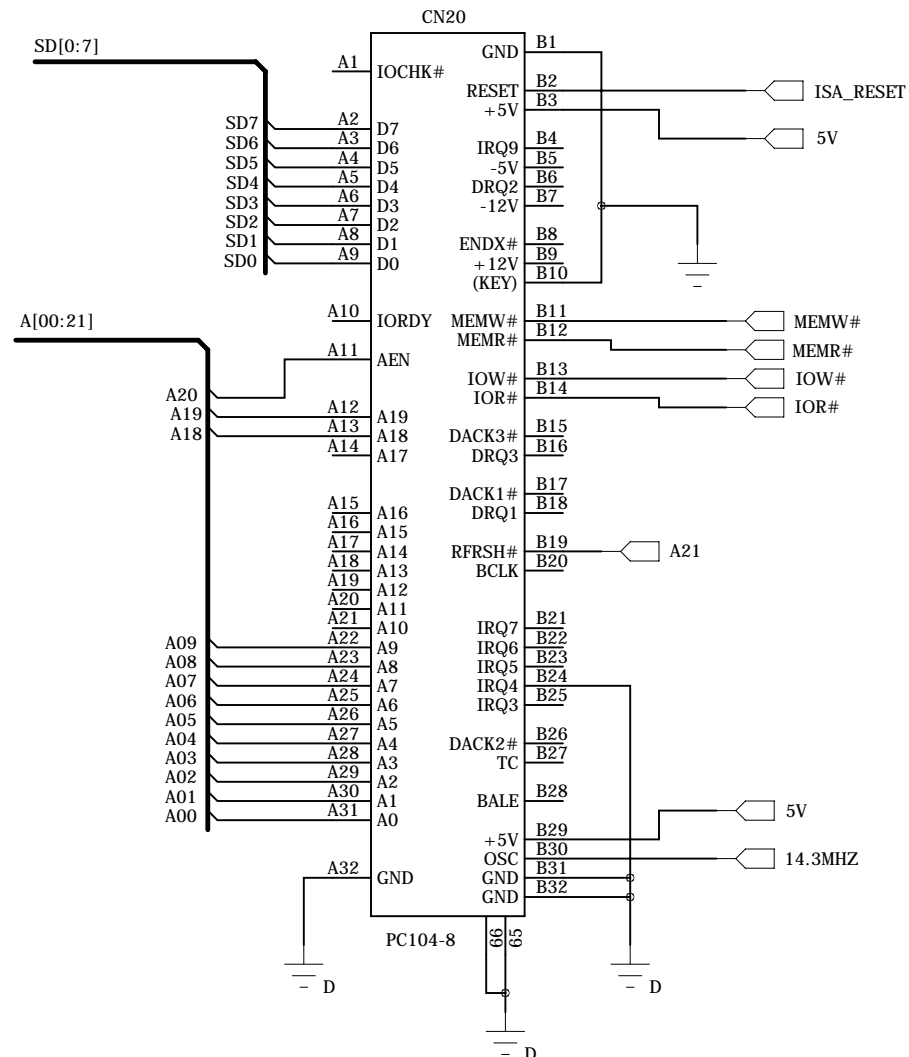 CN20
SD[0:7]
A1 IOCHK#
SD7 A2 D7
SD6 A3 D6
SD5 A4 D5
SD4 A5 D4
SD3 A6 D3
SD2 A7 D2
SD1 A8 D1
SD0 A9 D0
A[00:21]
A10 IORDY
A11 AEN
A20
A19 A12 A19
A18 A13 A18
A14 A17
A15 A16
A16 A15
A17 A14
A18 A13
A19 A12
A20 A11
A21 A10
A09 A22 A9
A08 A23 A8
A07 A24 A7
A06 A25 A6
A05 A26 A5
A04 A27 A4
A03 A28 A3
A02 A29 A2
A01 A30 A1
A00 A31 A0
A32 GND
GND B1
RESET B2 ISA_RESET
+5V B3 5V
IRQ9 B4
-5V B5
DRQ2 B6
-12V B7
ENDX# B8
+12V B9
(KEY) B10
D
MEMW# B11 MEMW#
MEMR# B12 MEMR#
IOW# B13 IOW#
IOR# B14 IOR#
DACK3# B15
DRQ3 B16
DACK1# B17
DRQ1 B18
RFRSH# B19 A21
BCLK B20
IRQ7 B21
IRQ6 B22
IRQ5 B23
IRQ4 B24
IRQ3 B25
DACK2# B26
TC B27
BALE B28
5V
+5V B29
OSC B30 14.3MHZ
GND B31
GND B32
PC104-8
66
65
D
D
D